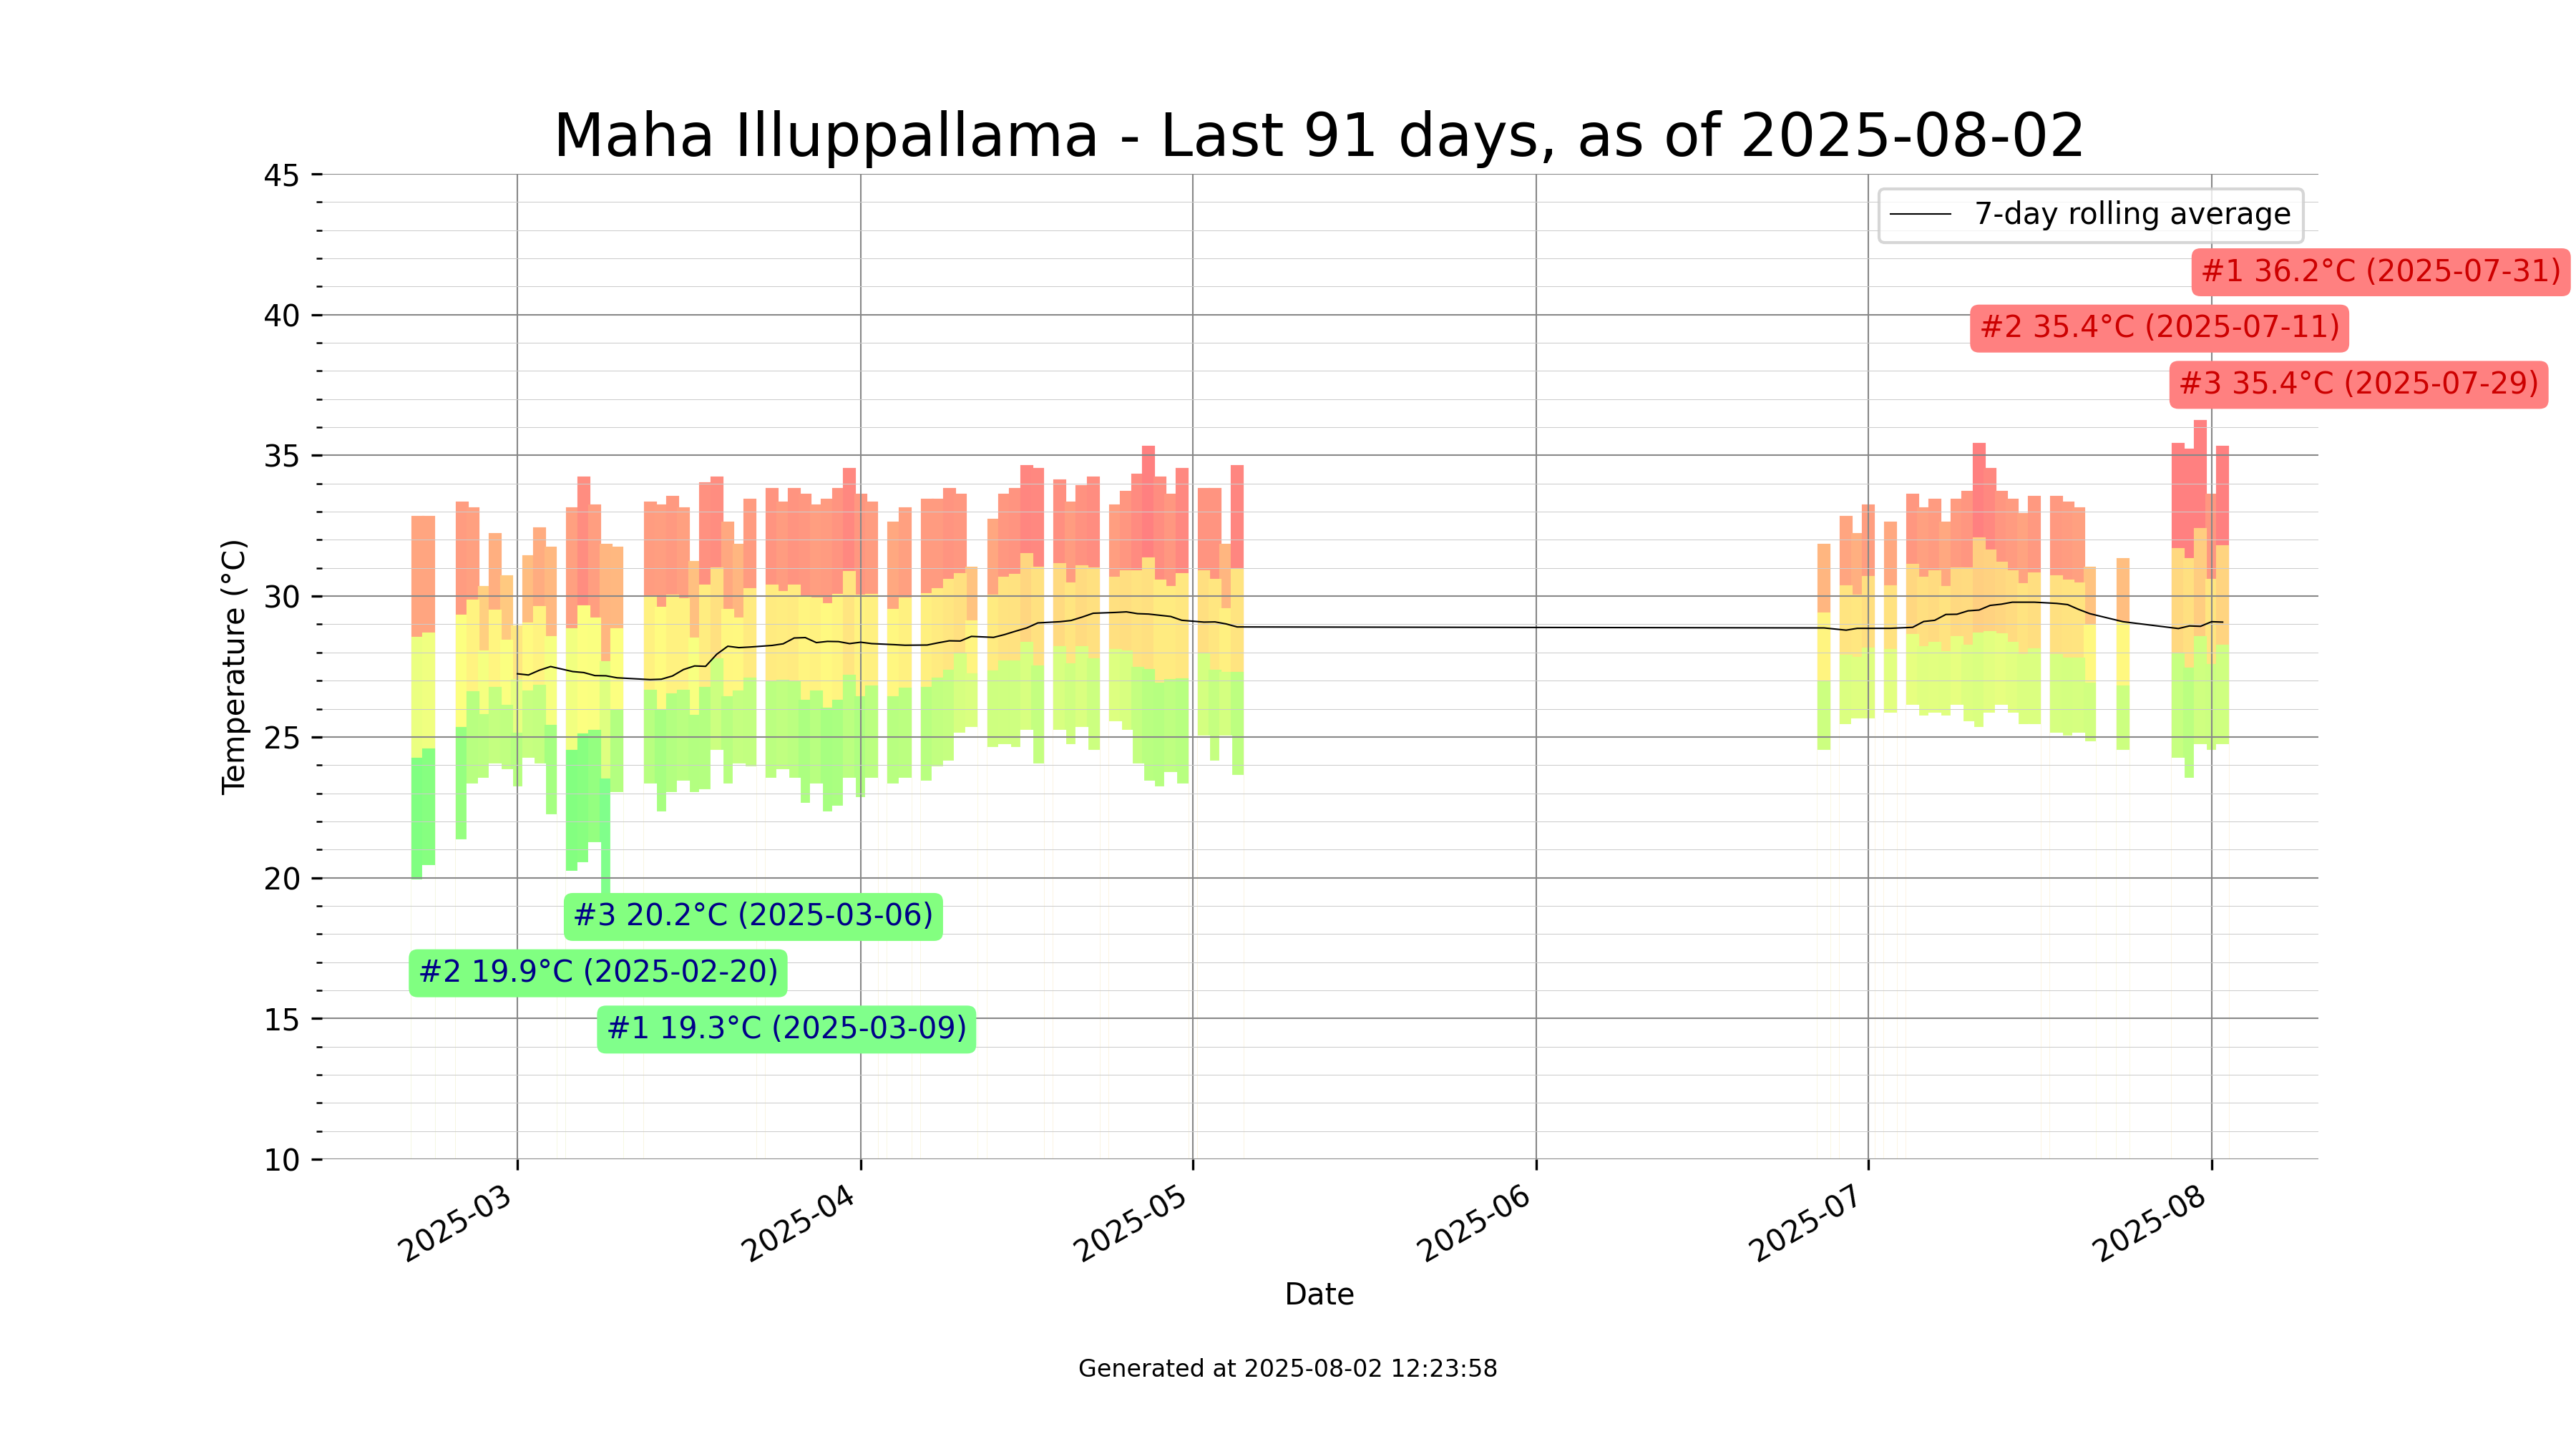 Maha Illuppallama - Last 91 days, as of 2025-08-02
45
40
35
30
25
20
15
10
Temperature (°C)
7-day rolling average
#1 36.2°C (2025-07-31)
#2 35.4°C (2025-07-11)
#3 35.4°C (2025-07-29)
#3 20.2°C (2025-03-06)
#2 19.9°C (2025-02-20)
#1 19.3°C (2025-03-09)
2025-03
2025-04
2025-05
2025-06
2025-07
2025-08
Date
Generated at 2025-08-02 12:23:58